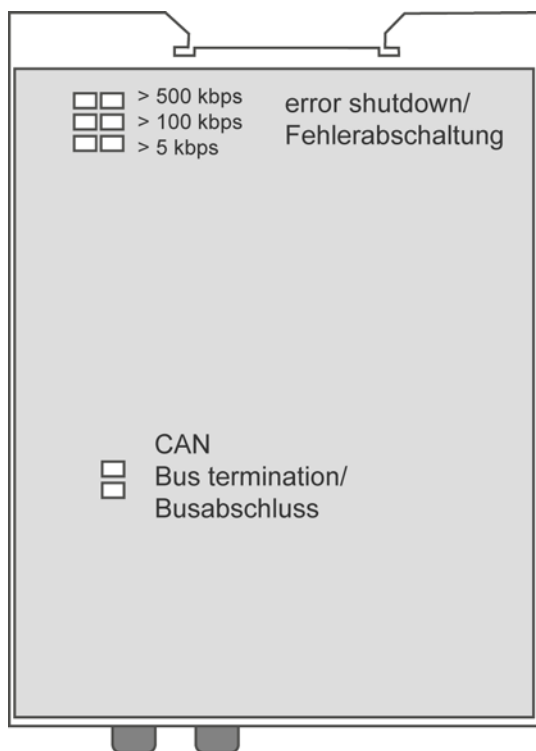 > 500 kbps
> 100 kbps
> 5 kbps
error shutdown/
Fehlerabschaltung
CAN
Bus termination/
Busabschluss